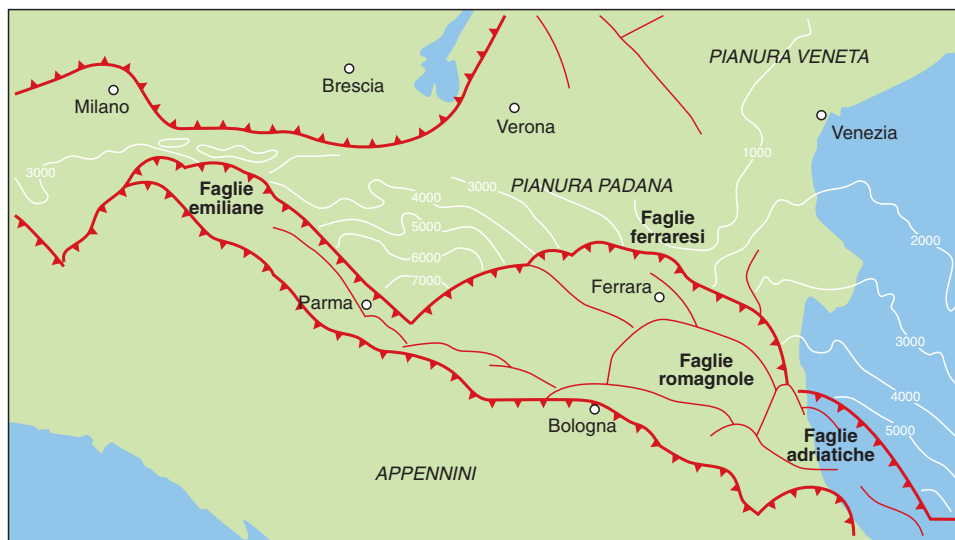 PIANURA VENETA
Brescia
Milano
Verona
Venezia
1000
3000
Faglie
emiliane
4000
3000
PIANURA PADANA
5000
Faglie
ferraresi
2000
6000
7000
Parma
Ferrara
3000
Faglie
romagnole
4000
5000
Bologna
Faglie
adriatiche
APPENNINI